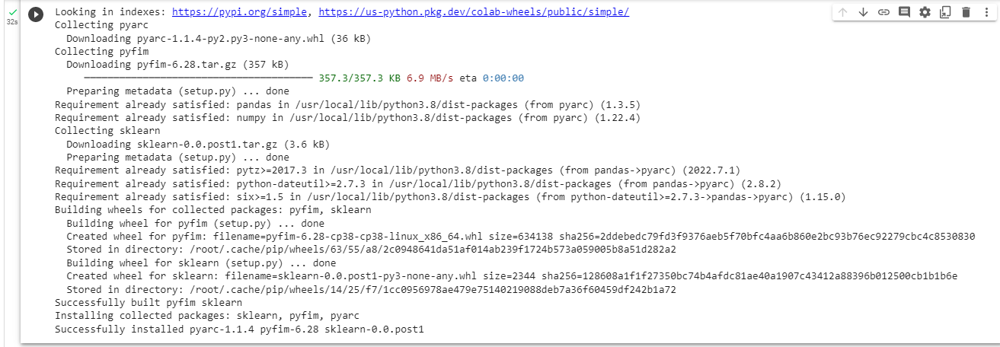 Looking in indexes: https://pypi.org/simple, https://us-python.pkg.dev/colab-wheels/public/simple/
32s
Collecting pyarc
Downloading pyarc-1.1.4-py2.py3-none-any.whl (36 kB)
Collecting pyfim
Downloading pyfim-6.28.tar.gz (357 kB)
357.3/357.3 KB 6.9 MB/s eta 0:00:00
Preparing metadata (setup.py) ... done
Requirement already satisfied: pandas in /usr/local/lib/python3.8/dist-packages (from pyarc) (1.3.5)
Requirement already satisfied: numpy in /usr/local/lib/python3.8/dist-packages (from pyarc) (1.22.4)
Collecting sklearn
Downloading sklearn-0.0.post1.tar.gz (3.6 kB)
Preparing metadata (setup.py) ... done
Requirement already satisfied: pytz>=2017.3 in /usr/local/lib/python3.8/dist-packages (from pandas->pyarc) (2022.7.1)
Requirement already satisfied: python-dateutil>=2.7.3 in /usr/local/lib/python3.8/dist-packages (from pandas->pyarc) (2.8.2)
Requirement already satisfied: six>=1.5 in /usr/local/lib/python3.8/dist-packages (from python-dateutil>=2.7.3->pandas->pyarc) (1.15.0)
Building wheels for collected packages: pyfim, sklearn
Building wheel for pyfim (setup.py) ... done
Created wheel for pyfim: filename=pyfim-6.28-cp38-cp38-linux_x86_64.whl size=634138 sha256=2ddebedc79fd3f9376aeb5f70bfc4aa6b860e2bc93b76ec92279cbc4c8530830
Stored in directory: /root/.cache/pip/wheels/63/55/a8/2c0948641da51af014ab239f1724b573a059005b8a51d282a2
Building wheel for sklearn (setup.py) ... done
Created wheel for sklearn: filename=sklearn-0.0.post1-py3-none-any.whl size=2344 sha256=128608a1f1f27350bc74b4afdc81ae40a1907c43412a88396b012500cb1b1b6e
Stored in directory: /root/.cache/pip/wheels/14/25/f7/1cc0956978ae479e75140219088deb7a36f60459df242b1a72
Successfully built pyfim sklearn
Installing collected packages: sklearn, pyfim, pyarc
Successfully installed pyarc-1.1.4 pyfim-6.28 sklearn-0.0.post1